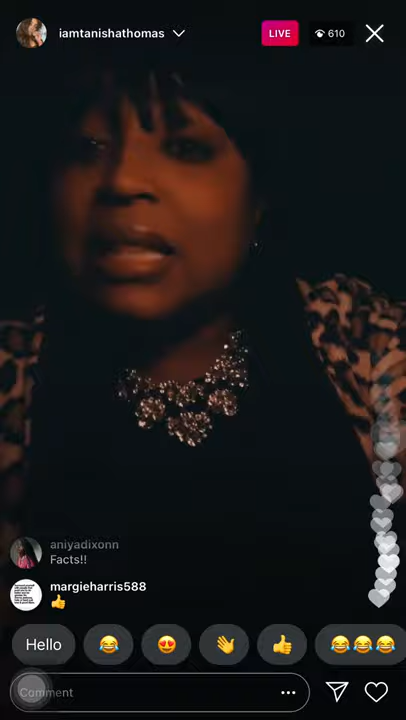 iamtanishathomas
LIVE
610
aniyadixonn
Facts!!
margieharris588
👍
Hello 😂 😍 👋 👍 😂😂😂
Comment